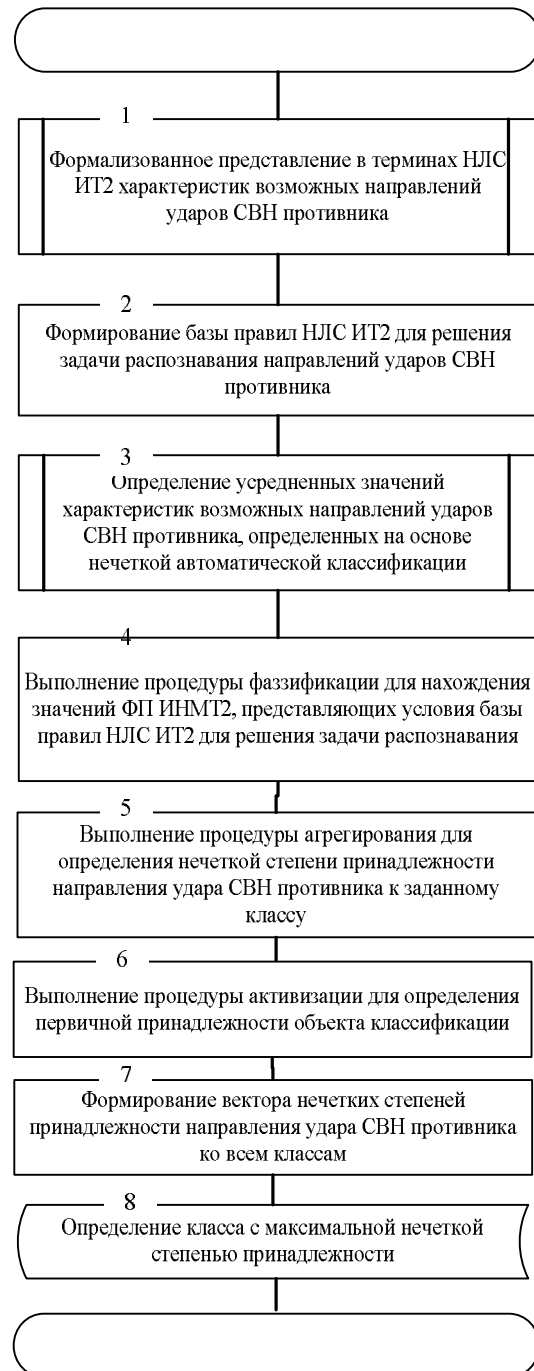 1
Формализованное представление в терминах НЛС
ИТ2 характеристик возможных направлений
ударов СВН противника
2
Формирование базы правил НЛС ИТ2 для решения
задачи распознавания направлений ударов СВН
противника
3
Определение усредненных значений
характеристик возможных направлений ударов
СВН противника, определенных на основе
нечеткой автоматической классификации
4
Выполнение процедуры фаззификации для нахождения
значений ФП ИНМТ2, представляющих условия базы
правил НЛС ИТ2 для решения задачи распознавания
5
Выполнение процедуры агрегирования для
определения нечеткой степени принадлежности
направления удара СВН противника к заданному
классу
6
Выполнение процедуры активизации для определения
первичной принадлежности объекта классификации
7
Формирование вектора нечетких степеней
принадлежности направления удара СВН противника
ко всем классам
8
Определение класса с максимальной нечеткой
степенью принадлежности